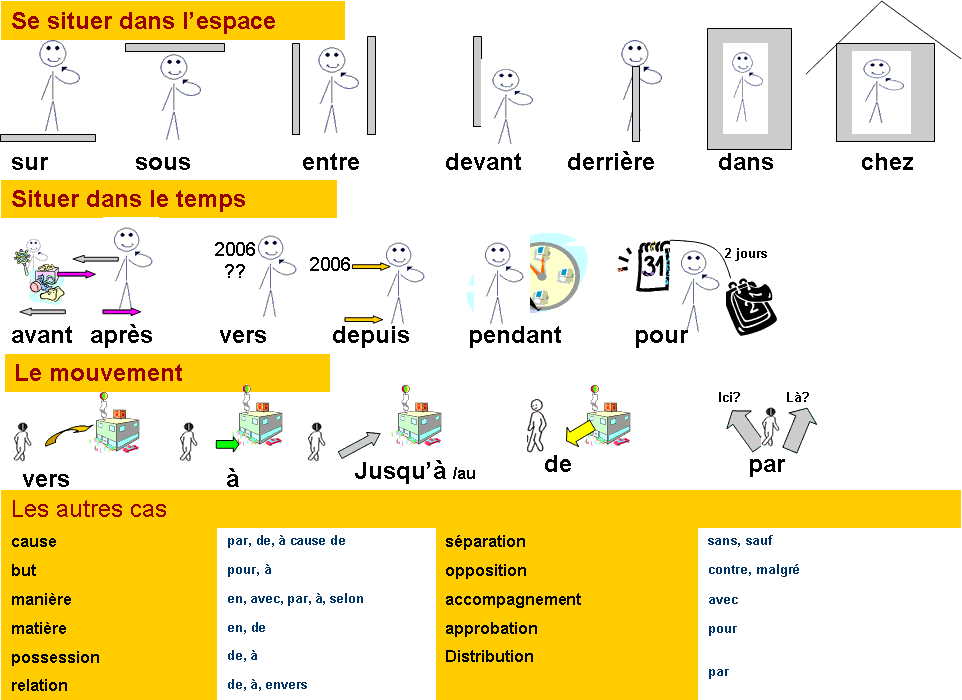 Se situer dans l'espace
sur sous entre devant derrière dans chez
Situer dans le temps
2006
??
2006
31
2 jours
2
avant après vers depuis pendant pour
Le mouvement
Ici? Là?
vers à Jusqu'à /au de par
Les autres cas
cause par, de, à cause de séparation sans, sauf
but pour, à opposition contre, malgré
manière en, avec, par, à, selon accompagnement avec
matière en, de approbation pour
possession de, à Distribution par
relation de, à, envers